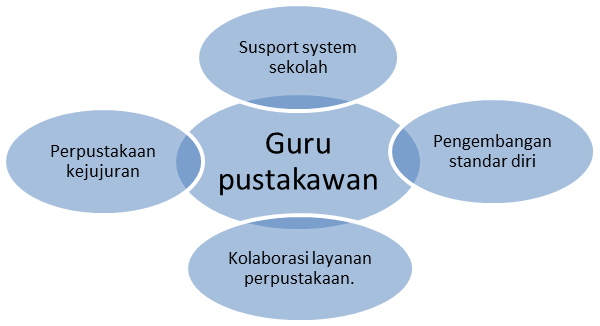 Susport system
sekolah
Perpustakaan
kejujuran
Guru
pustakawan
Pengembangan
standar diri
Kolaborasi layanan
perpustakaan.